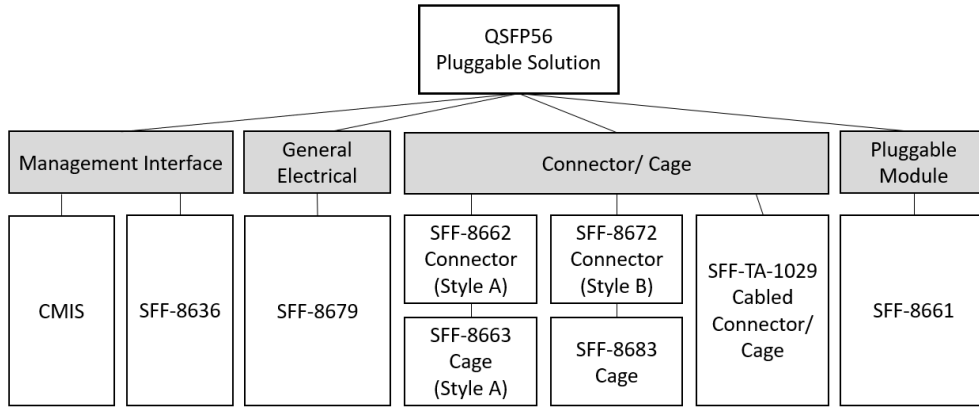 QSFP56
Pluggable Solution
Management Interface
General
Electrical
Connector/ Cage
Pluggable
Module
CMIS
SFF-8636
SFF-8679
SFF-8662
Connector
(Style A)
SFF-8663
Cage
(Style A)
SFF-8672
Connector
(Style B)
SFF-8683
Cage
SFF-TA-1029
Cabled
Connector/
Cage
SFF-8661